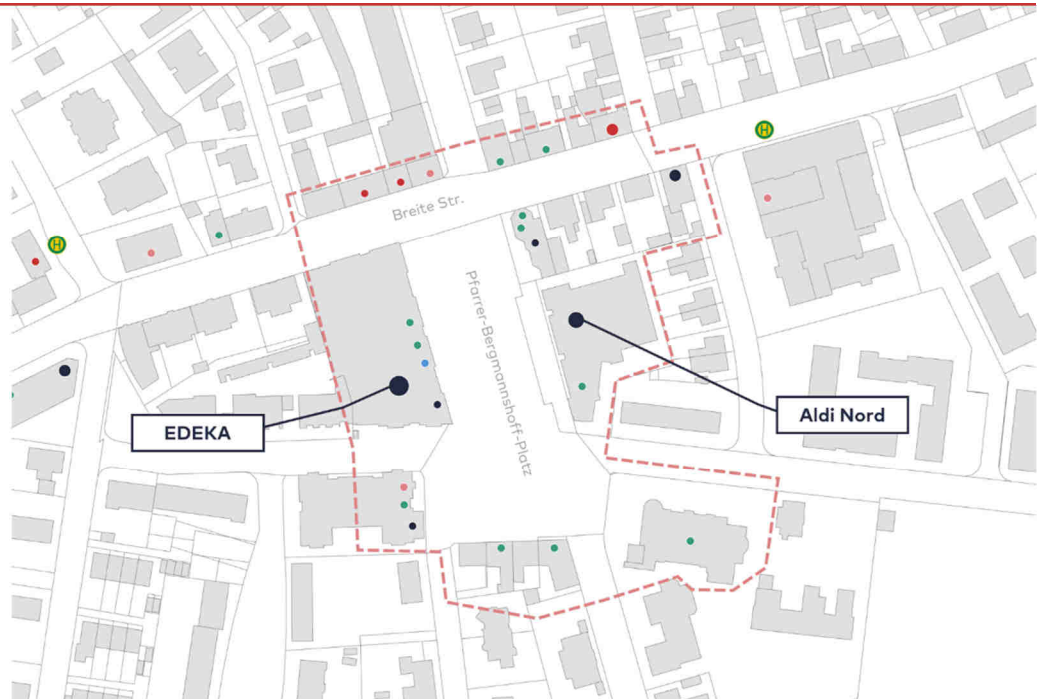 H
Breite Str.
H
Pfarrer-Bergmannshoff-Platz
EDEKA
Aldi Nord